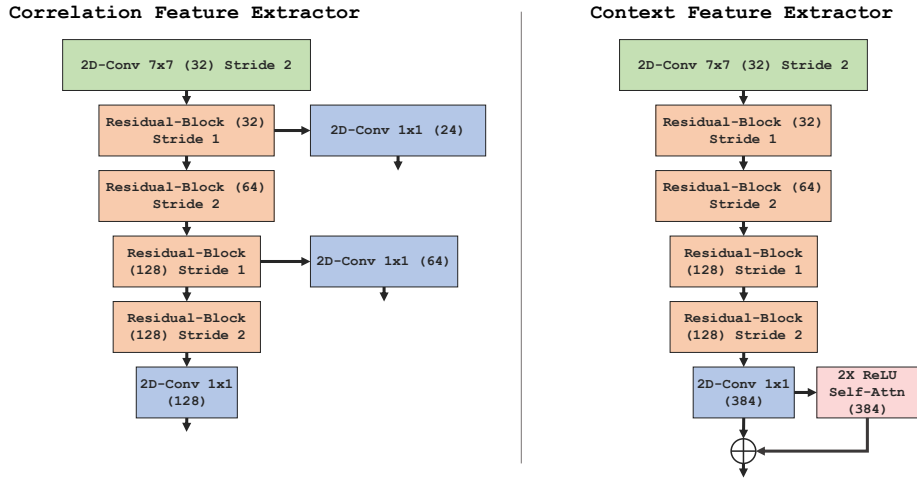 Correlation Feature Extractor
2D-Conv 7x7 (32) Stride 2
Residual-Block (32)
Stride 1
2D-Conv 1x1 (24)
Residual-Block (64)
Stride 2
Residual-Block
(128) Stride 1
2D-Conv 1x1 (64)
Residual-Block
(128) Stride 2
2D-Conv 1x1
(128)
Context Feature Extractor
2D-Conv 7x7 (32) Stride 2
Residual-Block (32)
Stride 1
Residual-Block (64)
Stride 2
Residual-Block
(128) Stride 1
Residual-Block
(128) Stride 2
2D-Conv 1x1
(384)
2X ReLU
Self-Attn
(384)